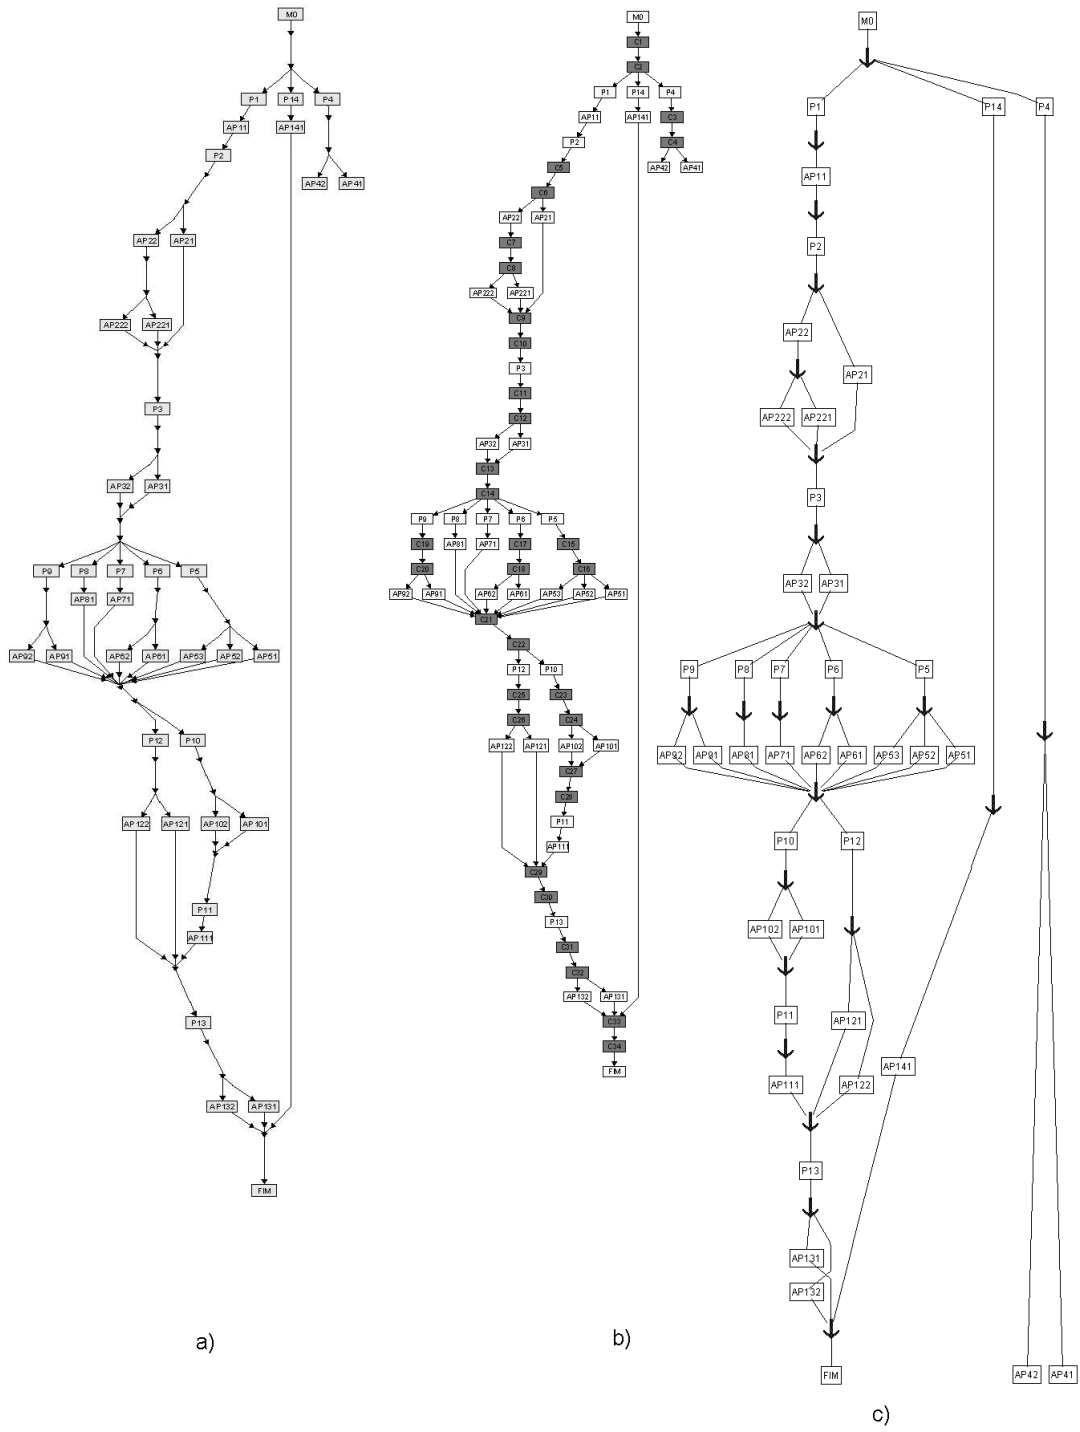 M0
P1 P14 P4
AP11 AP141
P2
AP42 AP41
AP22 AP21
AP222 AP221
P3
AP32 AP31
P9 P8 P7 P6 P5
AP81 AP71
AP92 AP91 AP62 AP61 AP53 AP52 AP51
P12 P10
AP122 AP121 AP102 AP101
P11
AP111
P13
AP132 AP131
FIM
a)
M0
C1
C2
P1 P14 P4
AP11 AP141 C3
P2 C4
C5 AP42 AP41
C6
AP22 AP21
C7
C8
AP222 AP221
C9
C10
P3
C11
C12
AP32 AP31
C13
C14
P9 P8 P7 P6 P5
C19 AP81 AP71 C17 C15
C20 C18 C16
AP92 AP91 AP62 AP61 AP53 AP52 AP51
C21
C22
P12 P10
C25 C23
C26 C24
AP122 AP121 AP102 AP101
C27
C28
P11
AP111
C29
C30
P13
C31
C32
AP132 AP131
C33
C34
FIM
b)
M0
P1 P14 P4
AP11
P2
AP22
AP21
AP222 AP221
P3
AP32 AP31
P9 P8 P7 P6 P5
AP92 AP91 AP81 AP71 AP62 AP61 AP53 AP52 AP51
P10 P12
AP102 AP101
P11
AP121
AP141
AP111 AP122
P13
AP131
AP132
FIM AP42 AP41
c)